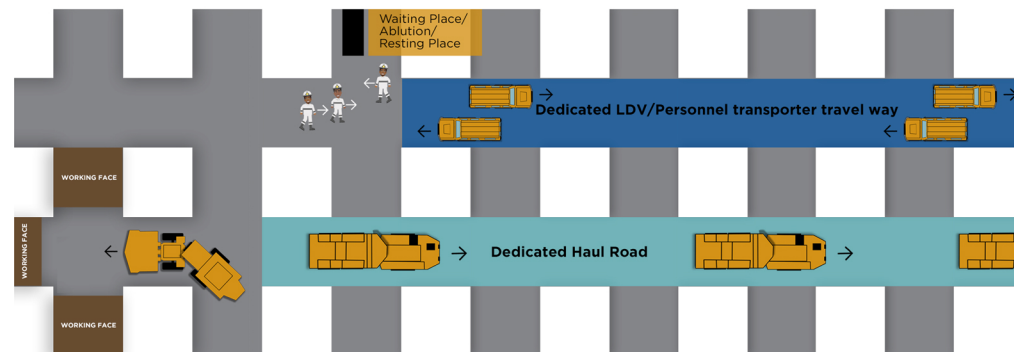 Waiting Place/
Ablution/
Resting Place
Dedicated LDV/Personnel transporter travel way
WORKING FACE
WORKING FACE
Dedicated Haul Road
WORKING FACE